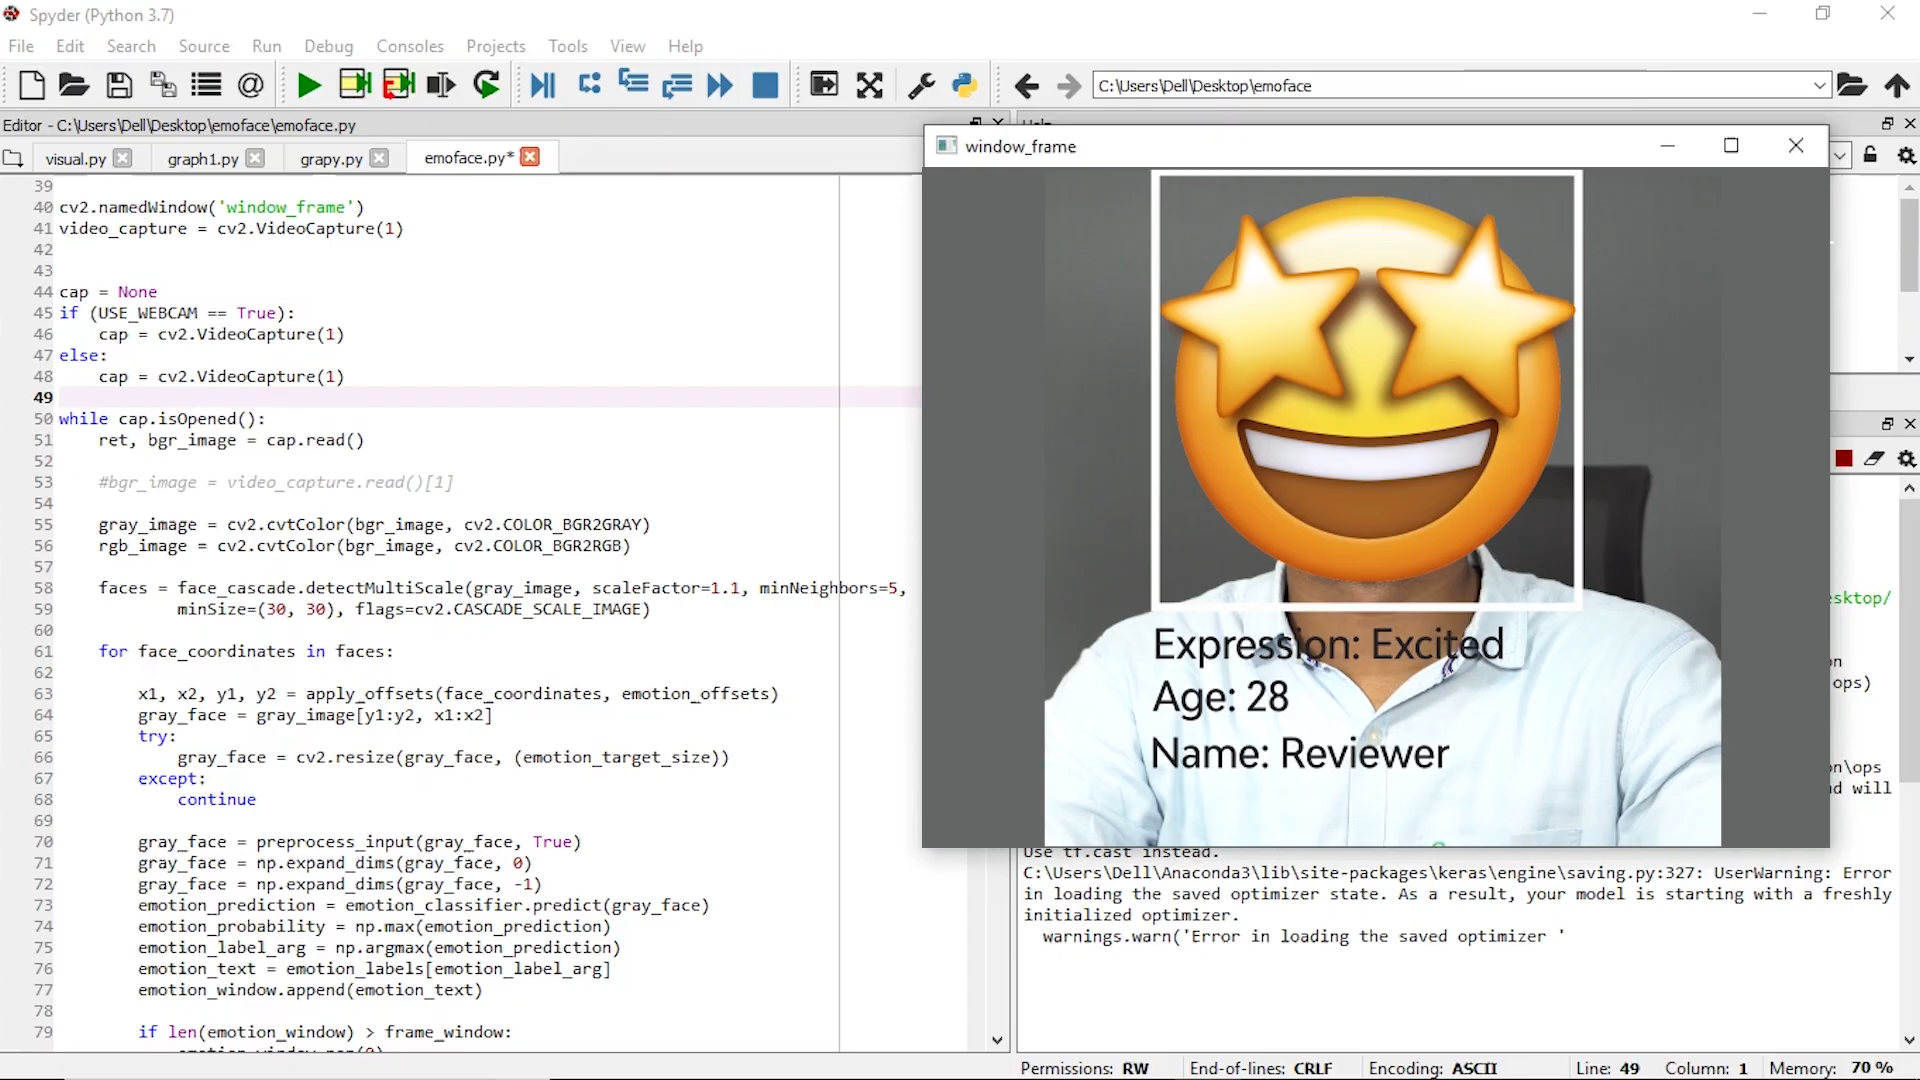 Spyder (Python 3.7)
File Edit Search Source Run Debug Consoles Projects Tools View Help
C:\Users\Dell\Desktop\emoface
Editor - C:\Users\Dell\Desktop\emoface\emoface.py
visual.py graph1.py grapy.py emoface.py*
39
40 cv2.namedWindow('window_frame')
41 video_capture = cv2.VideoCapture(1)
42
43
44 cap = None
45 if (USE_WEBCAM == True):
46 cap = cv2.VideoCapture(1)
47 else:
48 cap = cv2.VideoCapture(1)
49
50 while cap.isOpened():
51 ret, bgr_image = cap.read()
52
53 #bgr_image = video_capture.read()[1]
54
55 gray_image = cv2.cvtColor(bgr_image, cv2.COLOR_BGR2GRAY)
56 rgb_image = cv2.cvtColor(bgr_image, cv2.COLOR_BGR2RGB)
57
58 faces = face_cascade.detectMultiScale(gray_image, scaleFactor=1.1, minNeighbors=5,
59 minSize=(30, 30), flags=cv2.CASCADE_SCALE_IMAGE)
60
61 for face_coordinates in faces:
62
63 x1, x2, y1, y2 = apply_offsets(face_coordinates, emotion_offsets)
64 gray_face = gray_image[y1:y2, x1:x2]
65 try:
66 gray_face = cv2.resize(gray_face, (emotion_target_size))
67 except:
68 continue
69
70 gray_face = preprocess_input(gray_face, True)
71 gray_face = np.expand_dims(gray_face, 0)
72 gray_face = np.expand_dims(gray_face, -1)
73 emotion_prediction = emotion_classifier.predict(gray_face)
74 emotion_probability = np.max(emotion_prediction)
75 emotion_label_arg = np.argmax(emotion_prediction)
76 emotion_text = emotion_labels[emotion_label_arg]
77 emotion_window.append(emotion_text)
78
79 if len(emotion_window) > frame_window:
window_frame
Expression: Excited
Age: 28
Name: Reviewer
sktop/
ops)
n\ops
d will
Use tf.cast instead.
C:\Users\Dell\Anaconda3\lib\site-packages\keras\engine\saving.py:327: UserWarning: Error
in loading the saved optimizer state. As a result, your model is starting with a freshly
initialized optimizer.
warnings.warn('Error in loading the saved optimizer '
Permissions: RW End-of-lines: CRLF Encoding: ASCII Line: 49 Column: 1 Memory: 70 %